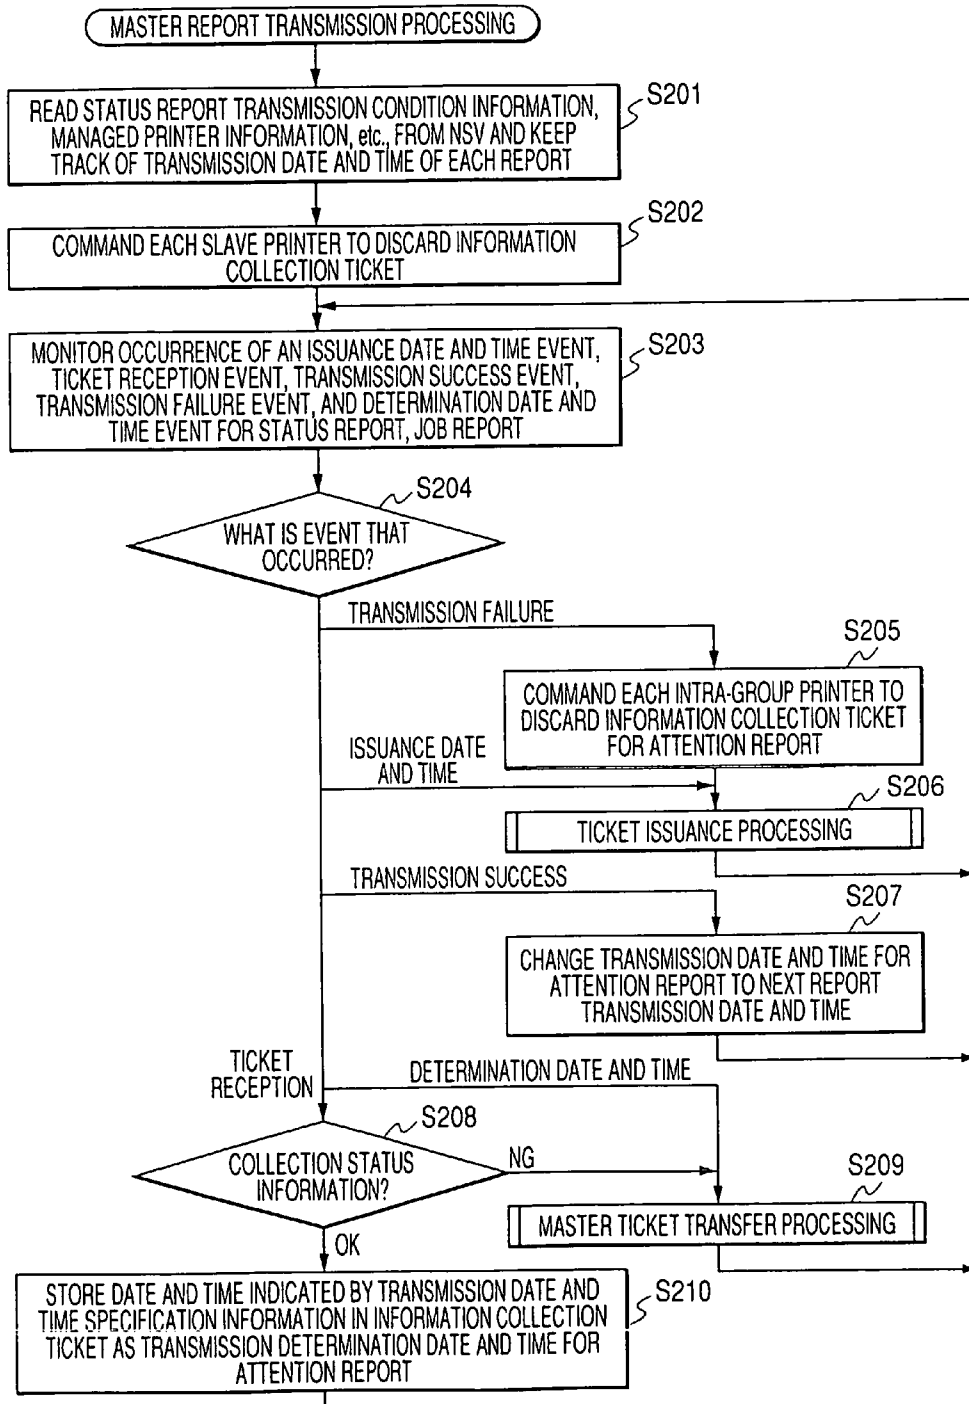 MASTER REPORT TRANSMISSION PROCESSING
S201
READ STATUS REPORT TRANSMISSION CONDITION INFORMATION,
MANAGED PRINTER INFORMATION, etc., FROM NSV AND KEEP
TRACK OF TRANSMISSION DATE AND TIME OF EACH REPORT
S202
COMMAND EACH SLAVE PRINTER TO DISCARD INFORMATION
COLLECTION TICKET
S203
MONITOR OCCURRENCE OF AN ISSUANCE DATE AND TIME EVENT,
TICKET RECEPTION EVENT, TRANSMISSION SUCCESS EVENT,
TRANSMISSION FAILURE EVENT, AND DETERMINATION DATE AND
TIME EVENT FOR STATUS REPORT, JOB REPORT
S204
WHAT IS EVENT THAT
OCCURRED?
TRANSMISSION FAILURE
S205
COMMAND EACH INTRA-GROUP PRINTER TO
DISCARD INFORMATION COLLECTION TICKET
FOR ATTENTION REPORT
ISSUANCE DATE
AND TIME
S206
TICKET ISSUANCE PROCESSING
TRANSMISSION SUCCESS
S207
CHANGE TRANSMISSION DATE AND TIME FOR
ATTENTION REPORT TO NEXT REPORT
TRANSMISSION DATE AND TIME
TICKET
RECEPTION
DETERMINATION DATE AND TIME
S208
COLLECTION STATUS
INFORMATION?
NG
S209
MASTER TICKET TRANSFER PROCESSING
OK
S210
STORE DATE AND TIME INDICATED BY TRANSMISSION DATE AND
TIME SPECIFICATION INFORMATION IN INFORMATION COLLECTION
TICKET AS TRANSMISSION DETERMINATION DATE AND TIME FOR
ATTENTION REPORT